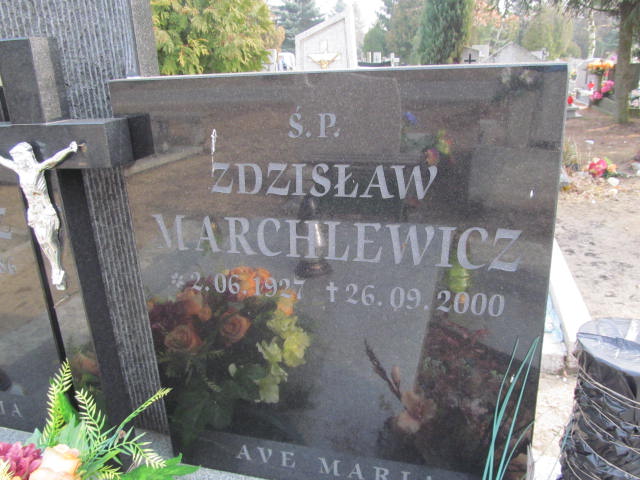 Ś.P.
ZDZISŁAW
MARCHLEWICZ
* 2.06.1927 † 26.09.2000
AVE MARIA